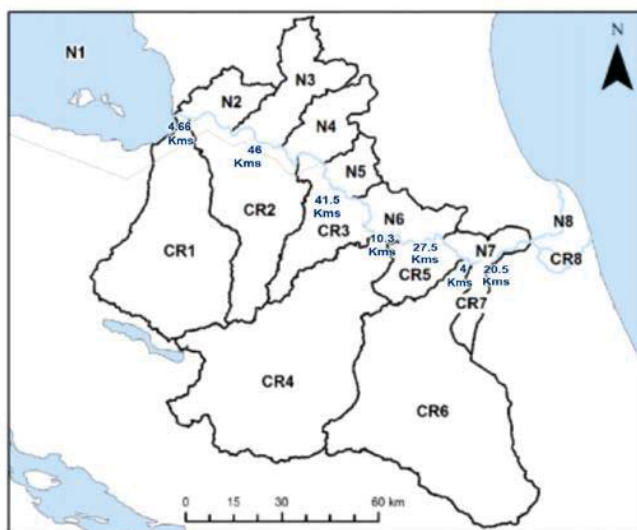 N
N1
N2
N3
N4
4.66
Kms
46
Kms
N5
41.5
Kms
CR1
CR2
CR3
N6
10.3
Kms
27.5
Kms
CR5
N7
N8
CR8
4
Kms
20.5
Kms
CR7
CR4
CR6
0 15 30 60 km